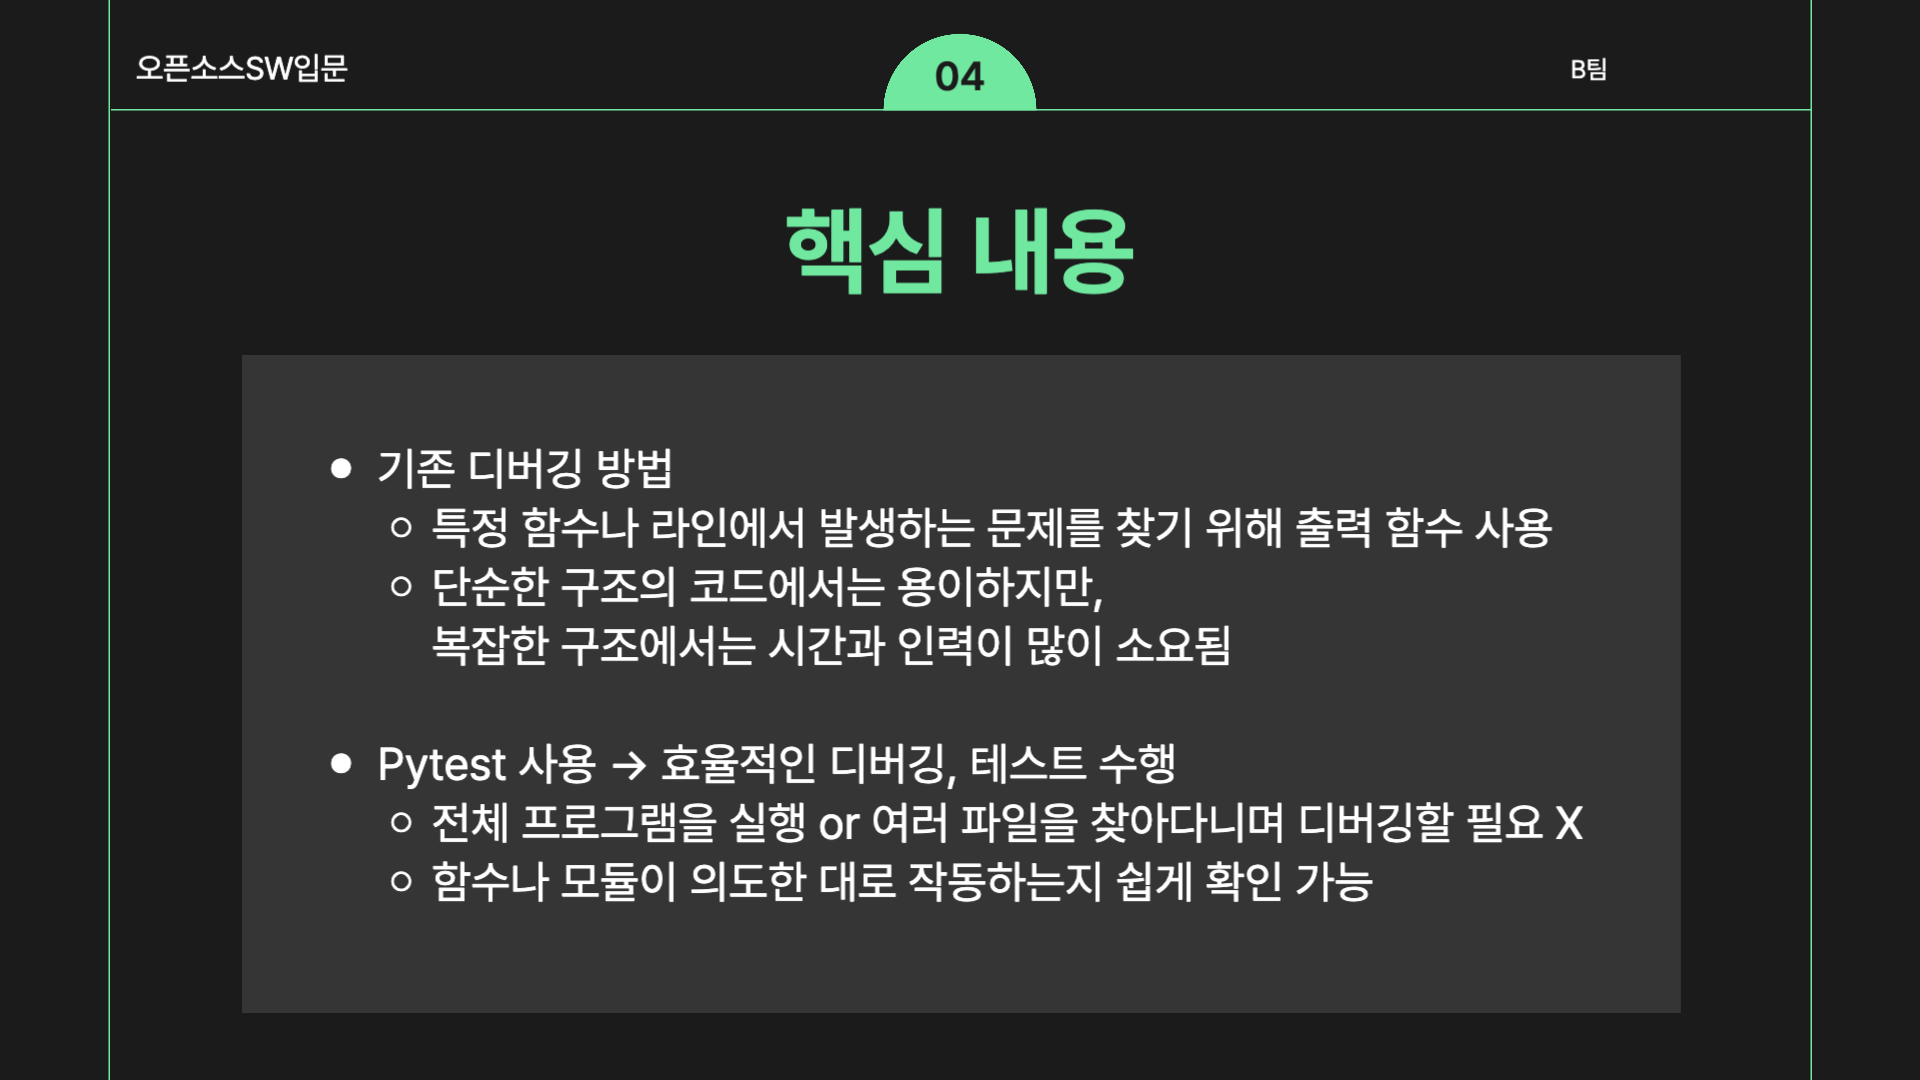 오픈소스SW입문
04
B팀
핵심 내용
● 기존 디버깅 방법
○ 특정 함수나 라인에서 발생하는 문제를 찾기 위해 출력 함수 사용
○ 단순한 구조의 코드에서는 용이하지만,
복잡한 구조에서는 시간과 인력이 많이 소요됨
● Pytest 사용 → 효율적인 디버깅, 테스트 수행
○ 전체 프로그램을 실행 or 여러 파일을 찾아다니며 디버깅할 필요 X
○ 함수나 모듈이 의도한 대로 작동하는지 쉽게 확인 가능